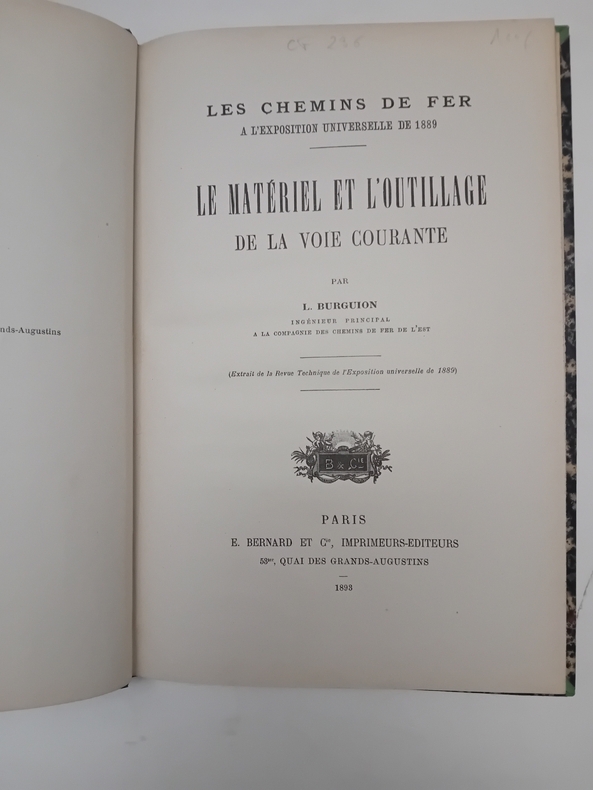 LES CHEMINS DE FER
A L'EXPOSITION UNIVERSELLE DE 1889
LE MATÉRIEL ET L'OUTILLAGE
DE LA VOIE COURANTE
PAR
L. BURGUION
INGÉNIEUR PRINCIPAL
A LA COMPAGNIE DES CHEMINS DE FER DE L'EST
nds-Augustins
(Extrait de la Revue Technique de l'Exposition universelle de 1889)
B & Cie
PARIS
E. BERNARD ET Cie, IMPRIMEURS-EDITEURS
53ter, QUAI DES GRANDS-AUGUSTINS
1893